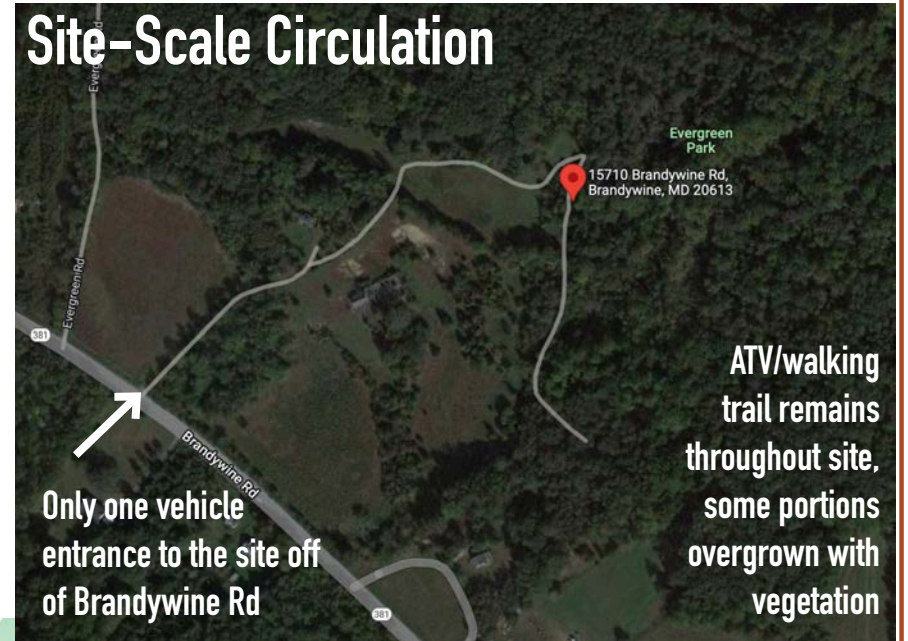 Site-Scale Circulation
Evergreen Rd
Evergreen
Park
15710 Brandywine Rd,
Brandywine, MD 20613
Evergreen Rd
381
ATV/walking
trail remains
throughout site,
some portions
overgrown with
vegetation
Brandywine Rd
Only one vehicle
entrance to the site off
of Brandywine Rd
381